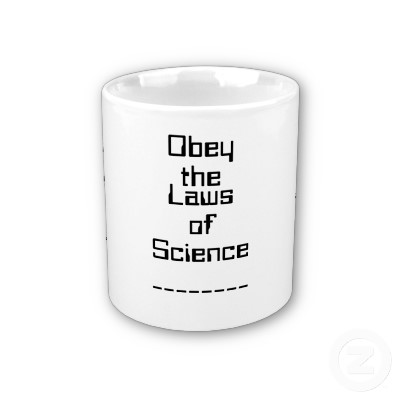 Obey
the
Laws
of
Science
--------
Z